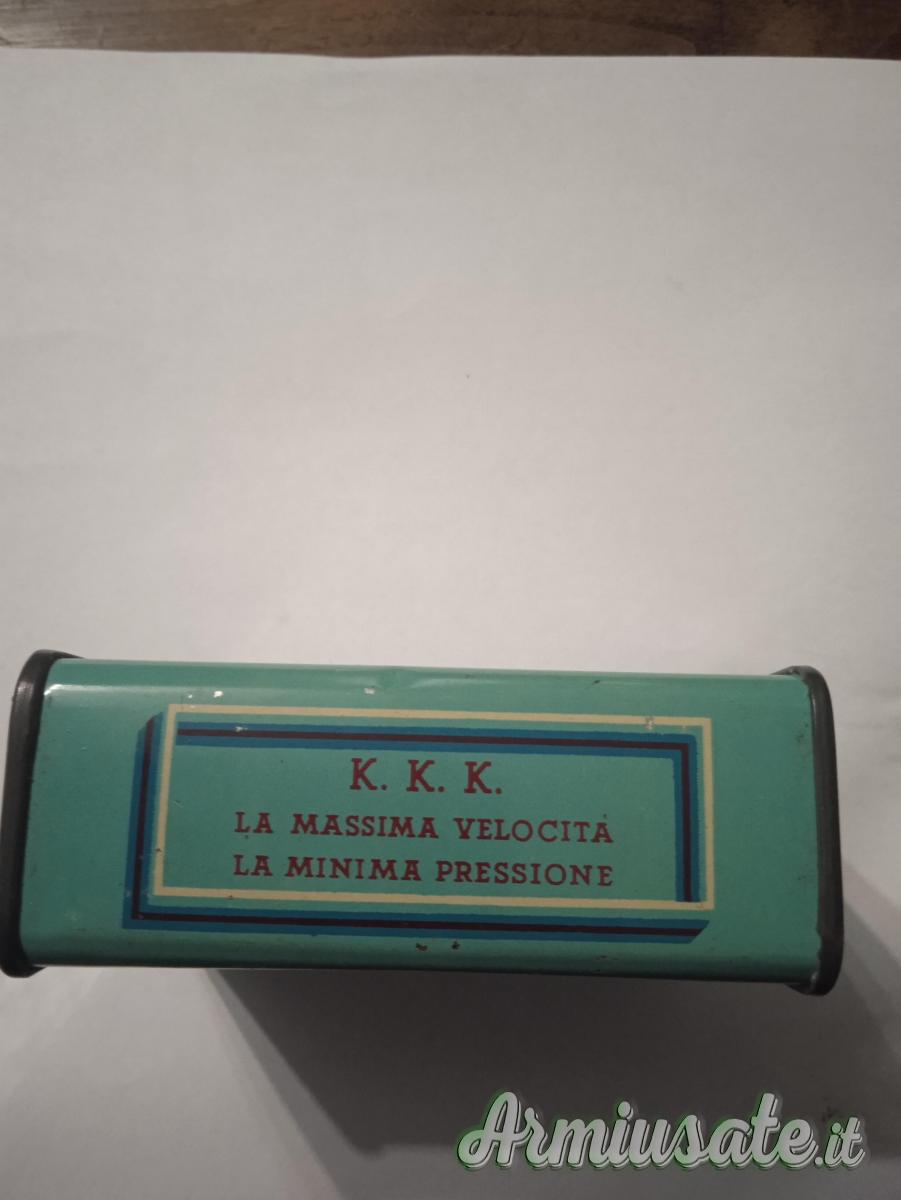 K. K. K.
LA MASSIMA VELOCITÀ
LA MINIMA PRESSIONE
Armiusate.it